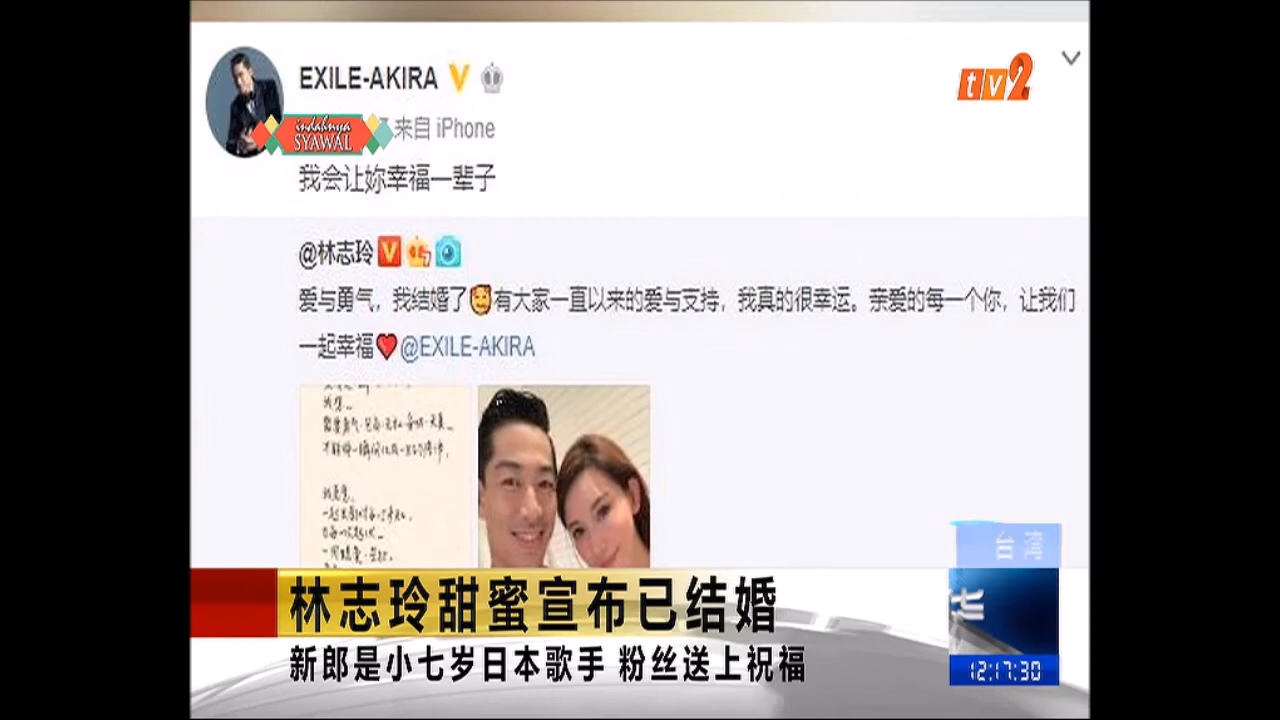 EXILE-AKIRA
tv2
indahnya
SYAWAL
来自 iPhone
我会让妳幸福一辈子
@林志玲
爱与勇气，我结婚了 有大家一直以来的爱与支持，我真的很幸运。亲爱的每一个你，让我们
一起幸福 @EXILE-AKIRA
台湾
林志玲甜蜜宣布已结婚
新郎是小七岁日本歌手 粉丝送上祝福
12:17:30